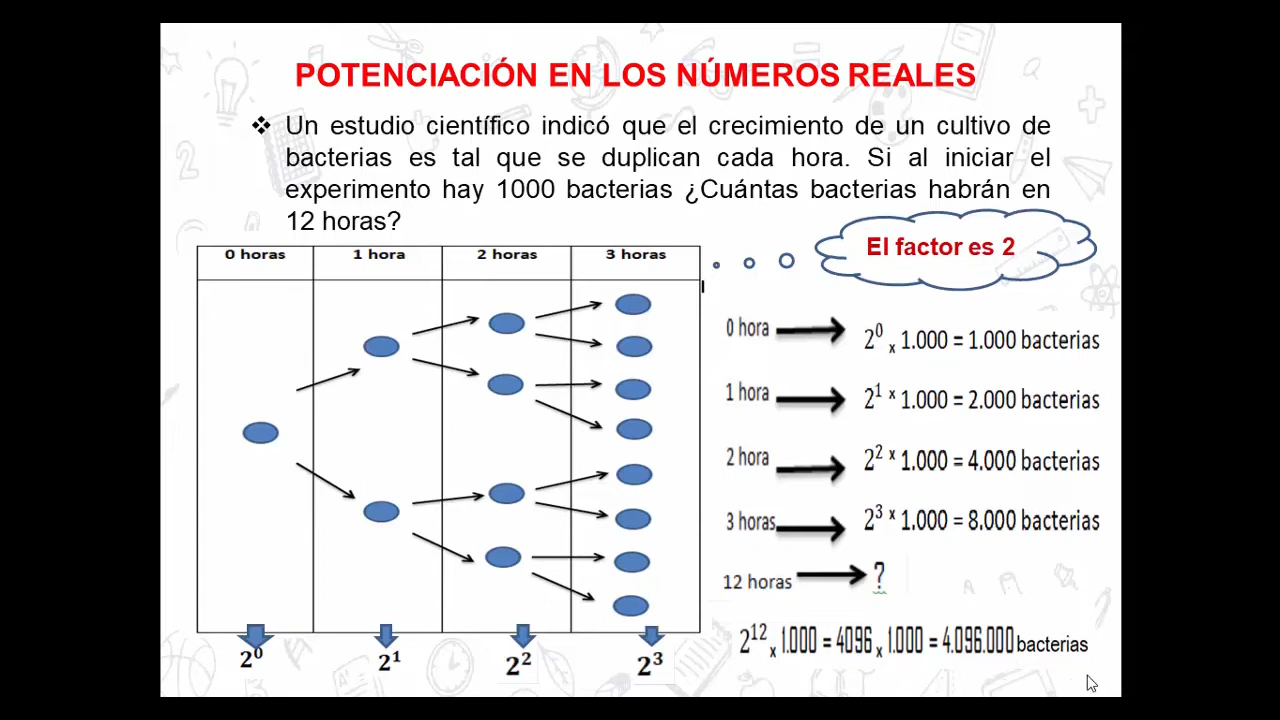 POTENCIACIÓN EN LOS NÚMEROS REALES
❖ Un estudio científico indicó que el crecimiento de un cultivo de
bacterias es tal que se duplican cada hora. Si al iniciar el
experimento hay 1000 bacterias ¿Cuántas bacterias habrán en
12 horas?
El factor es 2
0 horas 1 hora 2 horas 3 horas
2⁰ 2¹ 2² 2³
0 hora 2⁰ x 1.000 = 1.000 bacterias
1 hora 2¹ x 1.000 = 2.000 bacterias
2 hora 2² x 1.000 = 4.000 bacterias
3 horas 2³ x 1.000 = 8.000 bacterias
12 horas ?
2¹² x 1.000 = 4096 x 1.000 = 4.096.000 bacterias